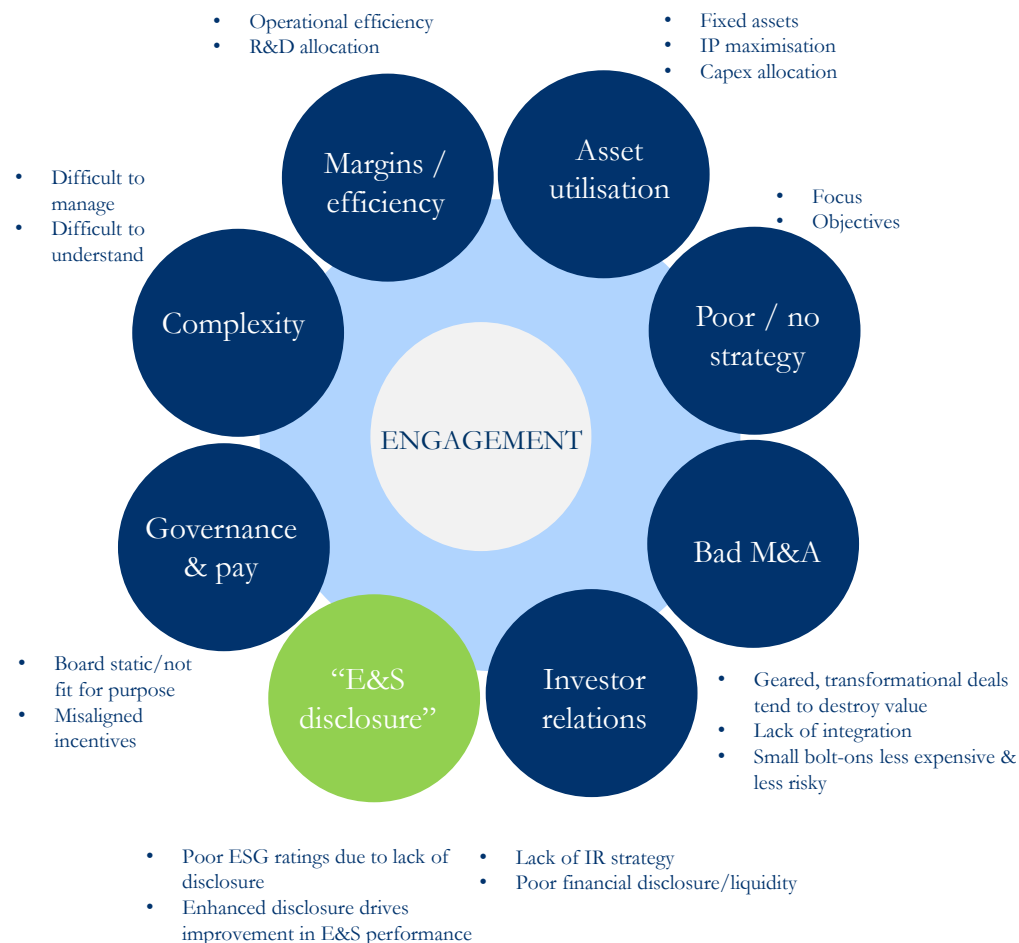 • Operational efficiency
• R&D allocation
• Fixed assets
• IP maximisation
• Capex allocation
Margins /
efficiency
Asset
utilisation
• Difficult to
manage
• Difficult to
understand
• Focus
• Objectives
Complexity
Poor / no
strategy
ENGAGEMENT
Governance
& pay
Bad M&A
• Board static/not
fit for purpose
• Misaligned
incentives
“E&S
disclosure”
Investor
relations
• Geared, transformational deals
tend to destroy value
• Lack of integration
• Small bolt-ons less expensive &
less risky
• Poor ESG ratings due to lack of
disclosure
• Enhanced disclosure drives
improvement in E&S performance
• Lack of IR strategy
• Poor financial disclosure/liquidity